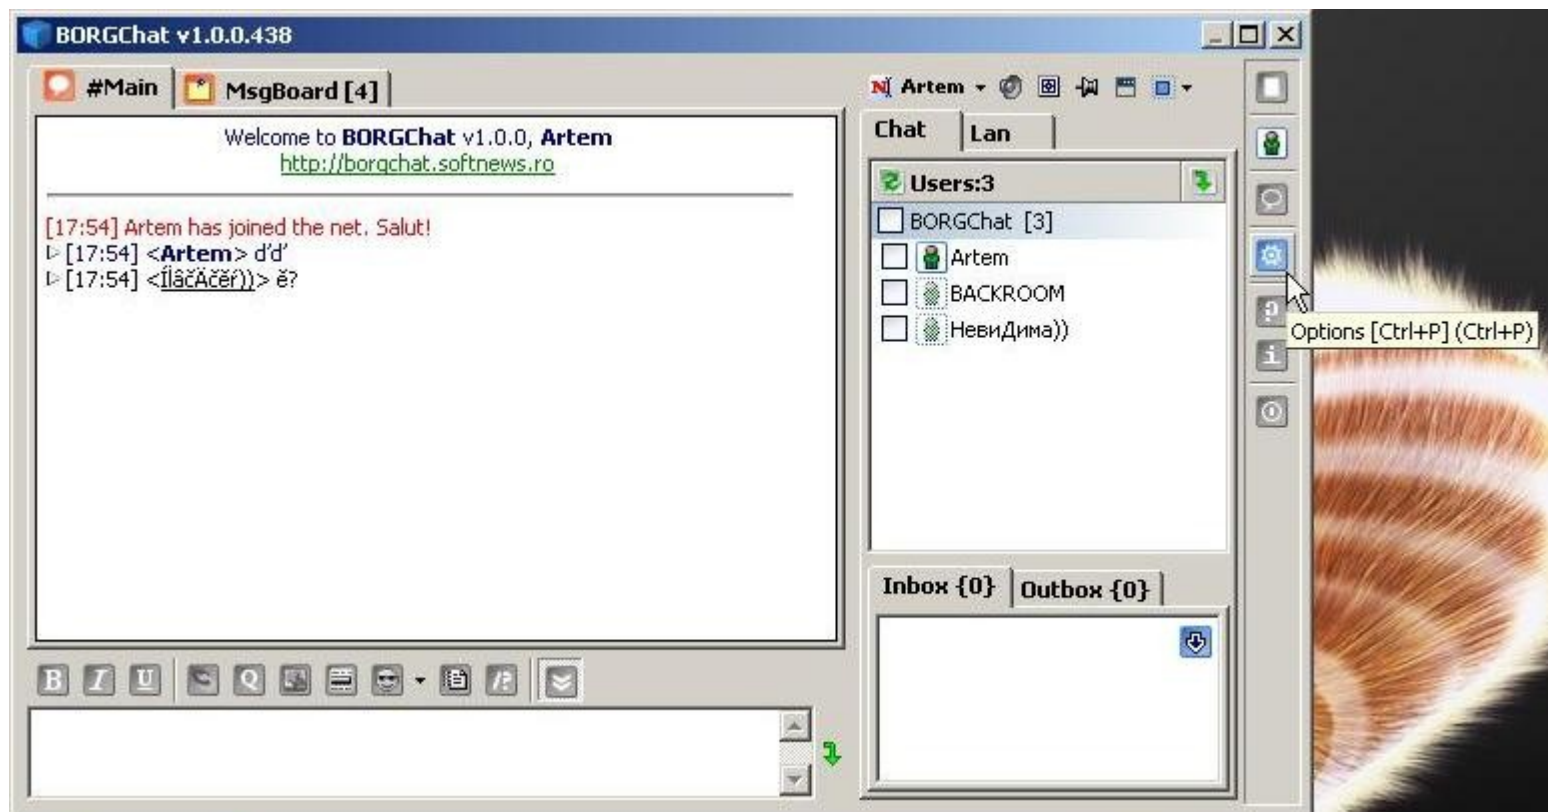 BORGChat v1.0.0.438
#Main
MsgBoard [4]
Artem
Welcome to BORGChat v1.0.0, Artem
http://borgchat.softnews.ro
[17:54] Artem has joined the net. Salut!
[17:54] <Artem> ďď
[17:54] <ÍĺâčÄčěŕ))> ě?
Chat
Lan
Users:3
BORGChat [3]
Artem
BACKROOM
НевиДима))
Options [Ctrl+P] (Ctrl+P)
Inbox {0}
Outbox {0}
B I U Q /?